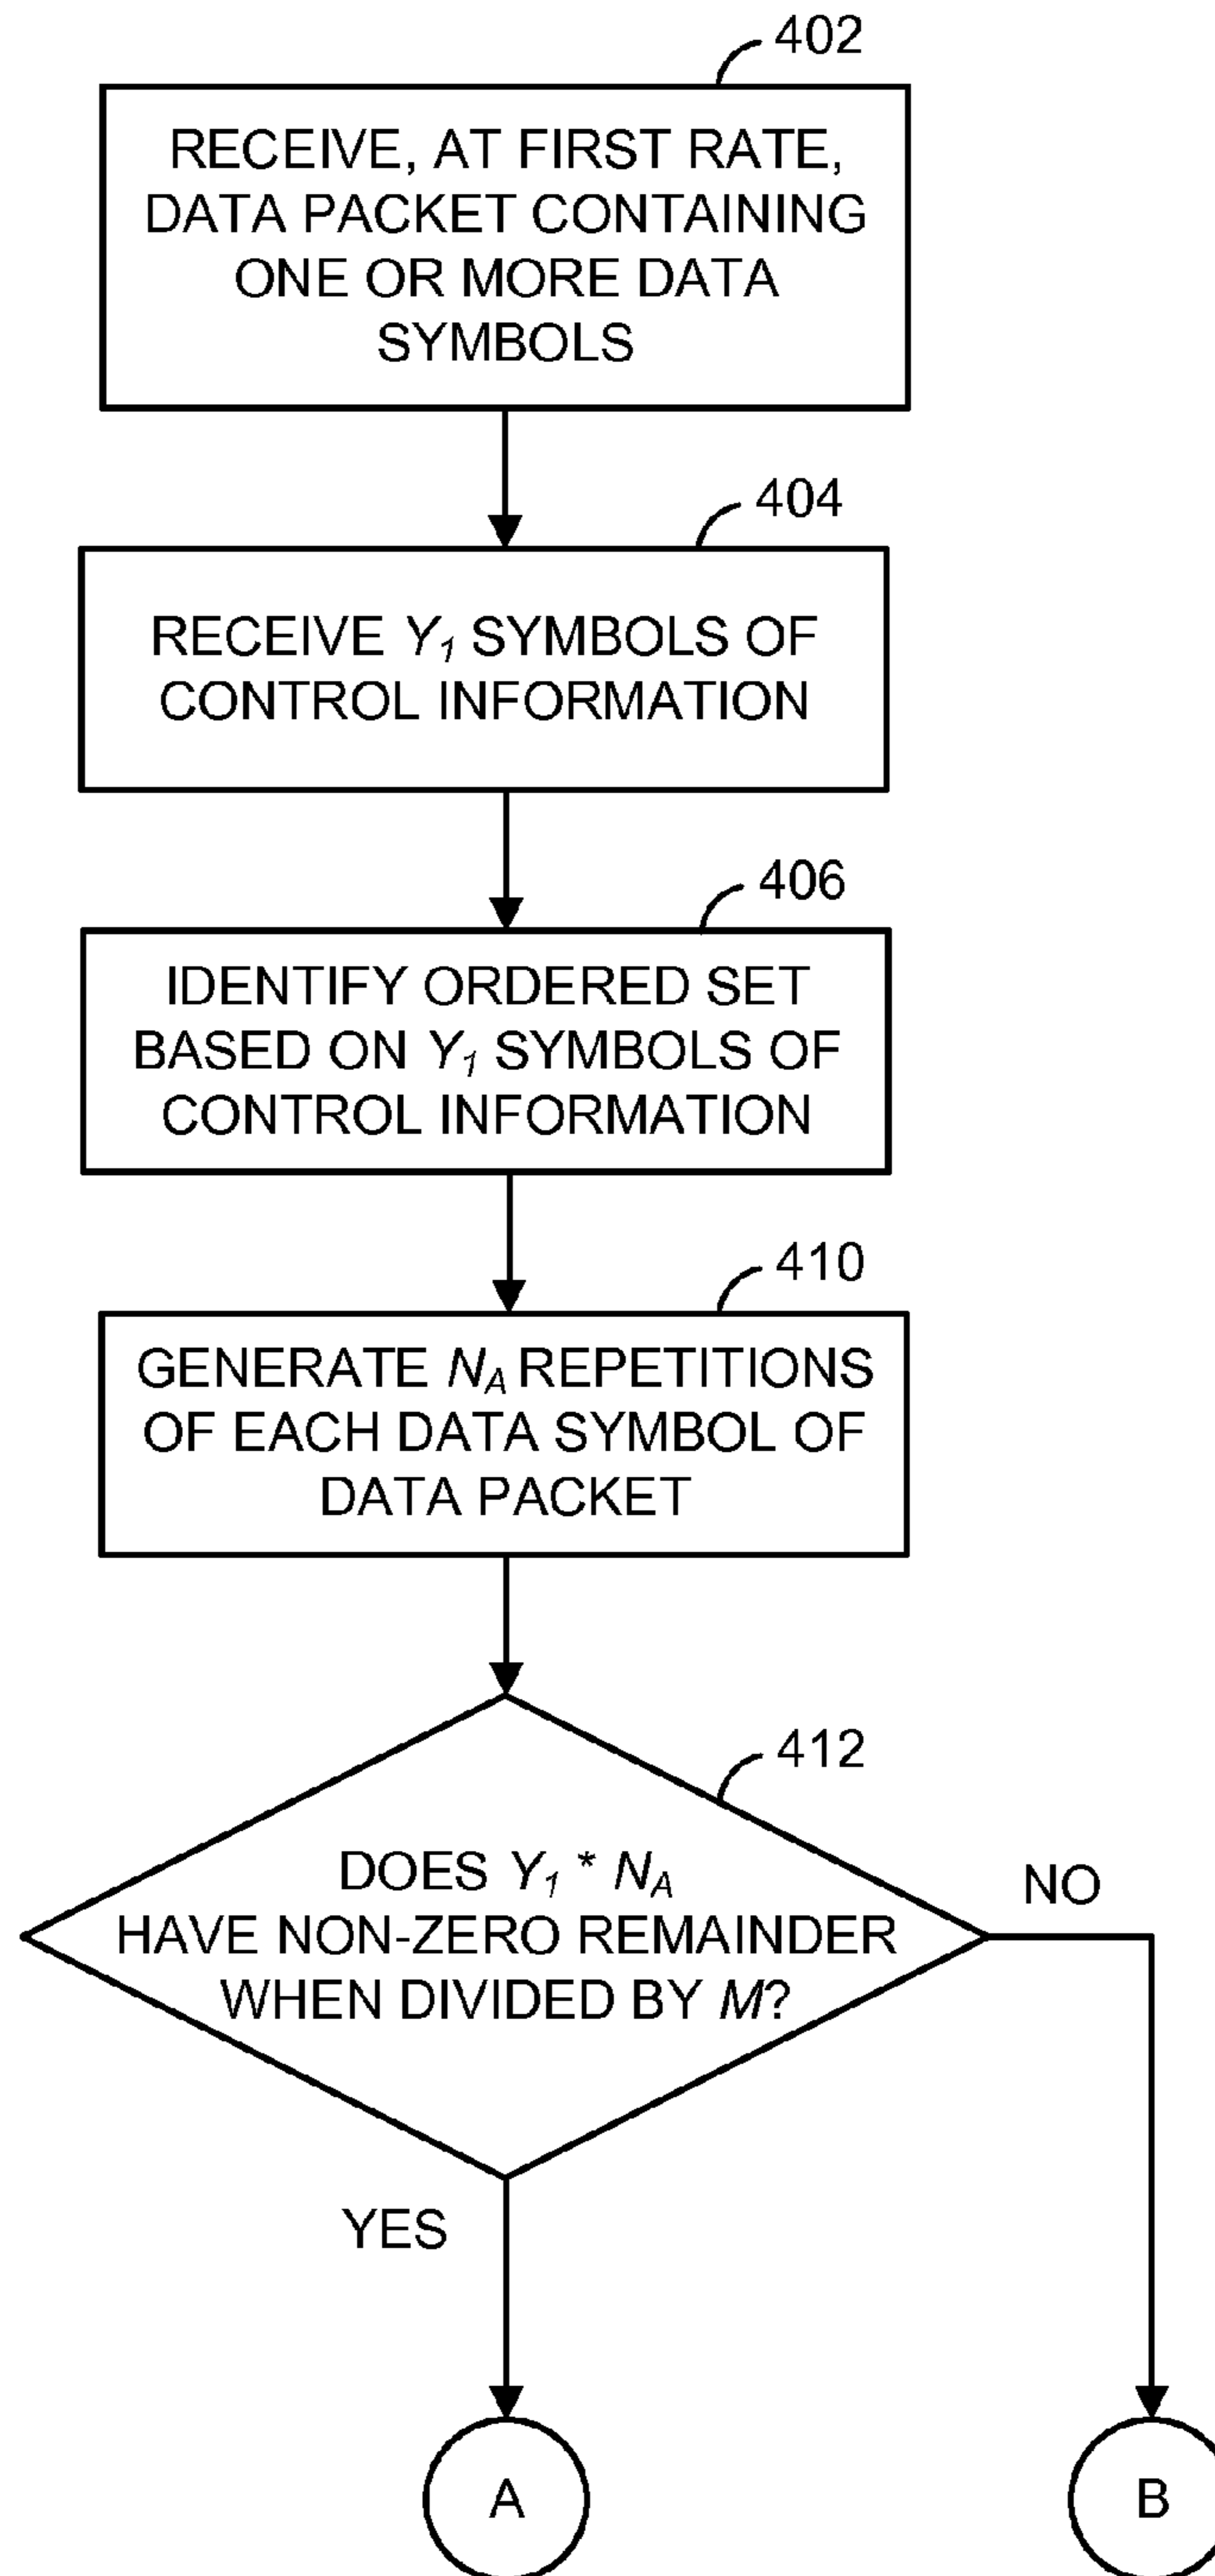 402
RECEIVE, AT FIRST RATE,
DATA PACKET CONTAINING
ONE OR MORE DATA
SYMBOLS
404
RECEIVE Y1 SYMBOLS OF
CONTROL INFORMATION
406
IDENTIFY ORDERED SET
BASED ON Y1 SYMBOLS OF
CONTROL INFORMATION
410
GENERATE NA REPETITIONS
OF EACH DATA SYMBOL OF
DATA PACKET
412
DOES Y1 * NA
HAVE NON-ZERO REMAINDER
WHEN DIVIDED BY M?
NO
YES
A
B